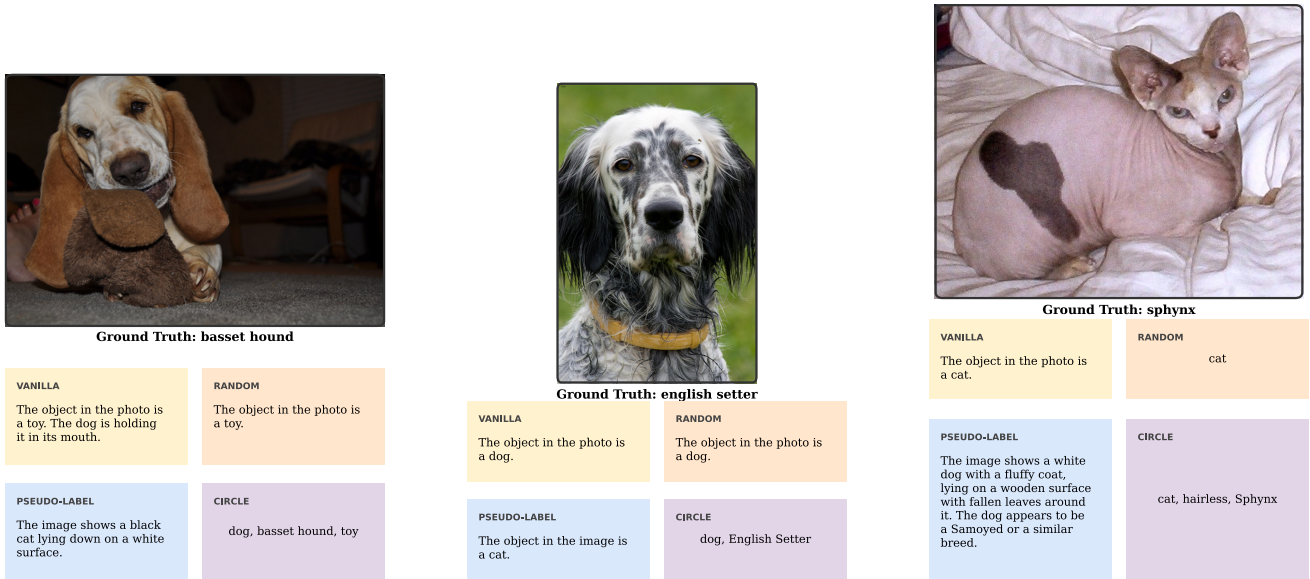 Ground Truth: basset hound
VANILLA
The object in the photo is
a toy. The dog is holding
it in its mouth.
RANDOM
The object in the photo is
a toy.
PSEUDO-LABEL
The image shows a black
cat lying down on a white
surface.
CIRCLE
dog, basset hound, toy
Ground Truth: english setter
VANILLA
The object in the photo is
a dog.
RANDOM
The object in the photo is
a dog.
PSEUDO-LABEL
The object in the image is
a cat.
CIRCLE
dog, English Setter
Ground Truth: sphynx
VANILLA
The object in the photo is
a cat.
RANDOM
cat
PSEUDO-LABEL
The image shows a white
dog with a fluffy coat,
lying on a wooden surface
with fallen leaves around
it. The dog appears to be
a Samoyed or a similar
breed.
CIRCLE
cat, hairless, Sphynx